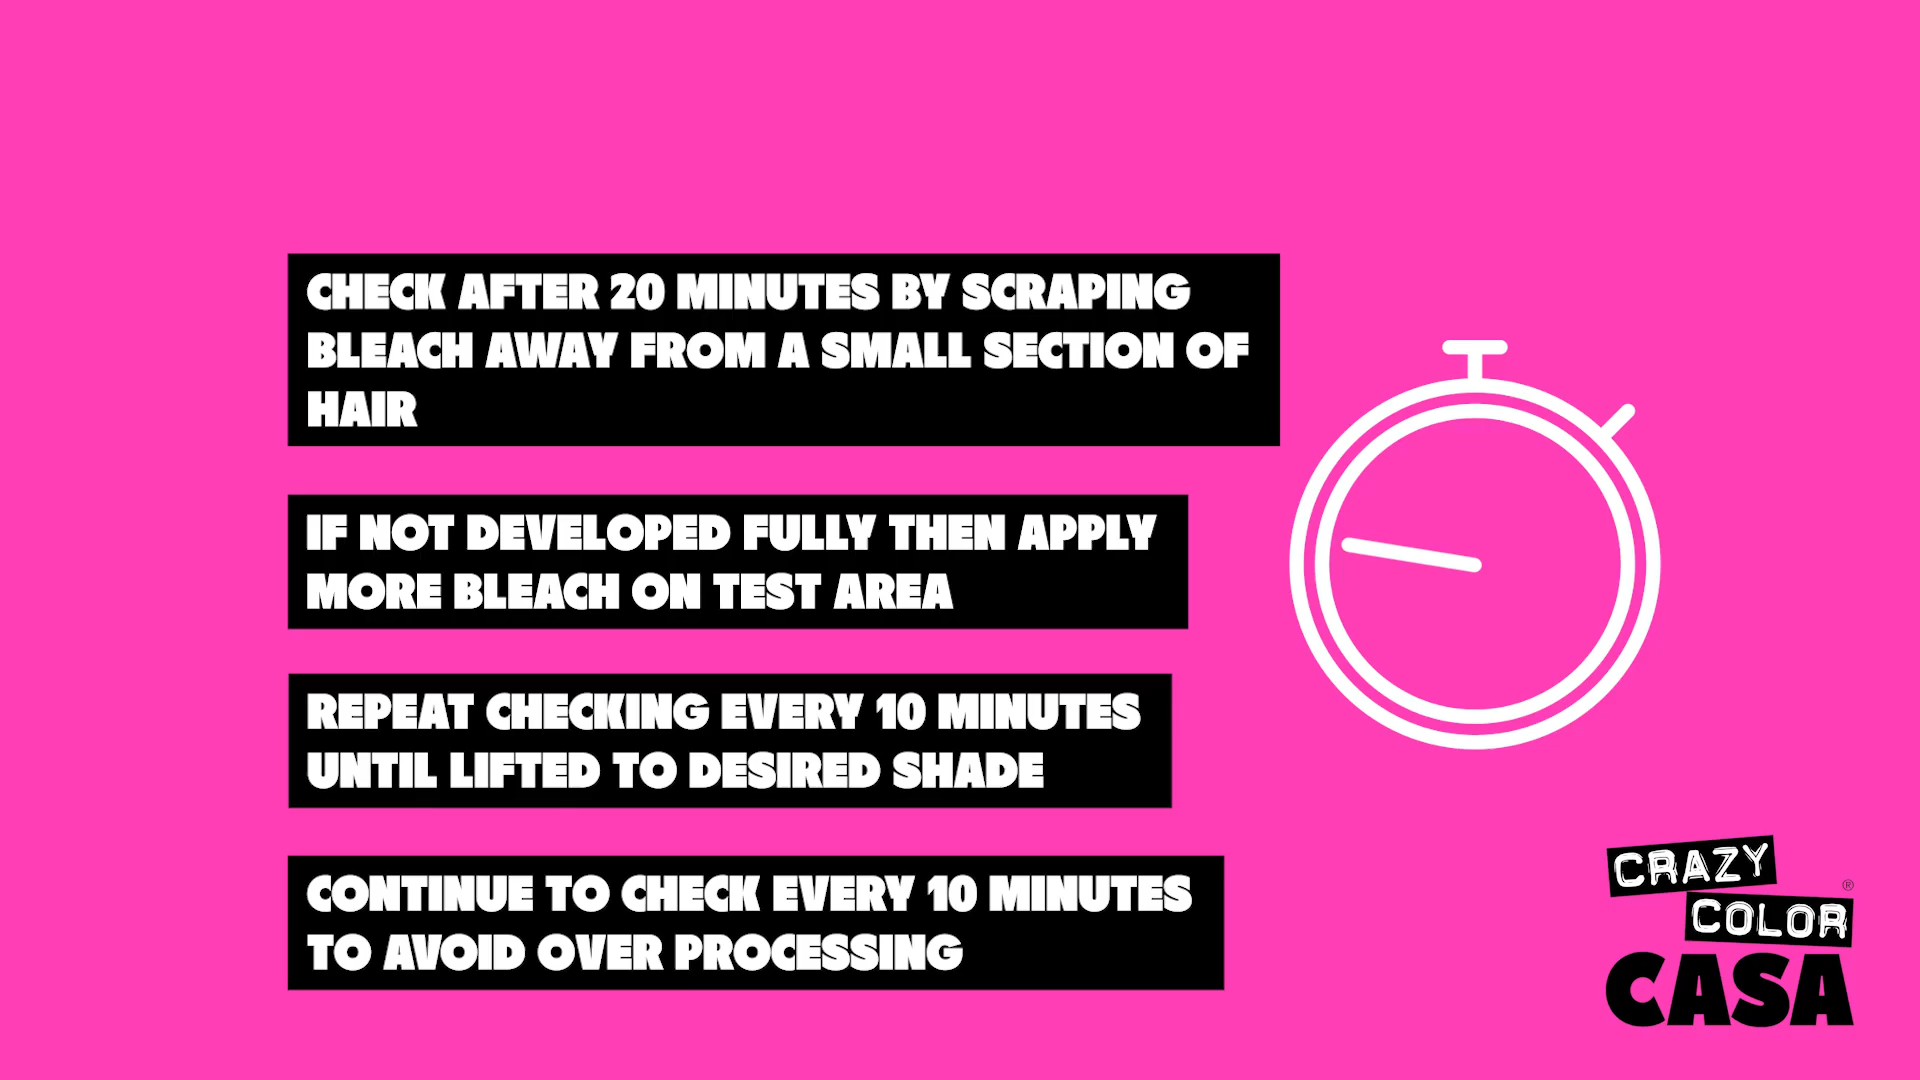 CHECK AFTER 20 MINUTES BY SCRAPING
BLEACH AWAY FROM A SMALL SECTION OF
HAIR
IF NOT DEVELOPED FULLY THEN APPLY
MORE BLEACH ON TEST AREA
REPEAT CHECKING EVERY 10 MINUTES
UNTIL LIFTED TO DESIRED SHADE
CONTINUE TO CHECK EVERY 10 MINUTES
TO AVOID OVER PROCESSING
CRAZY
COLOR ®
CASA